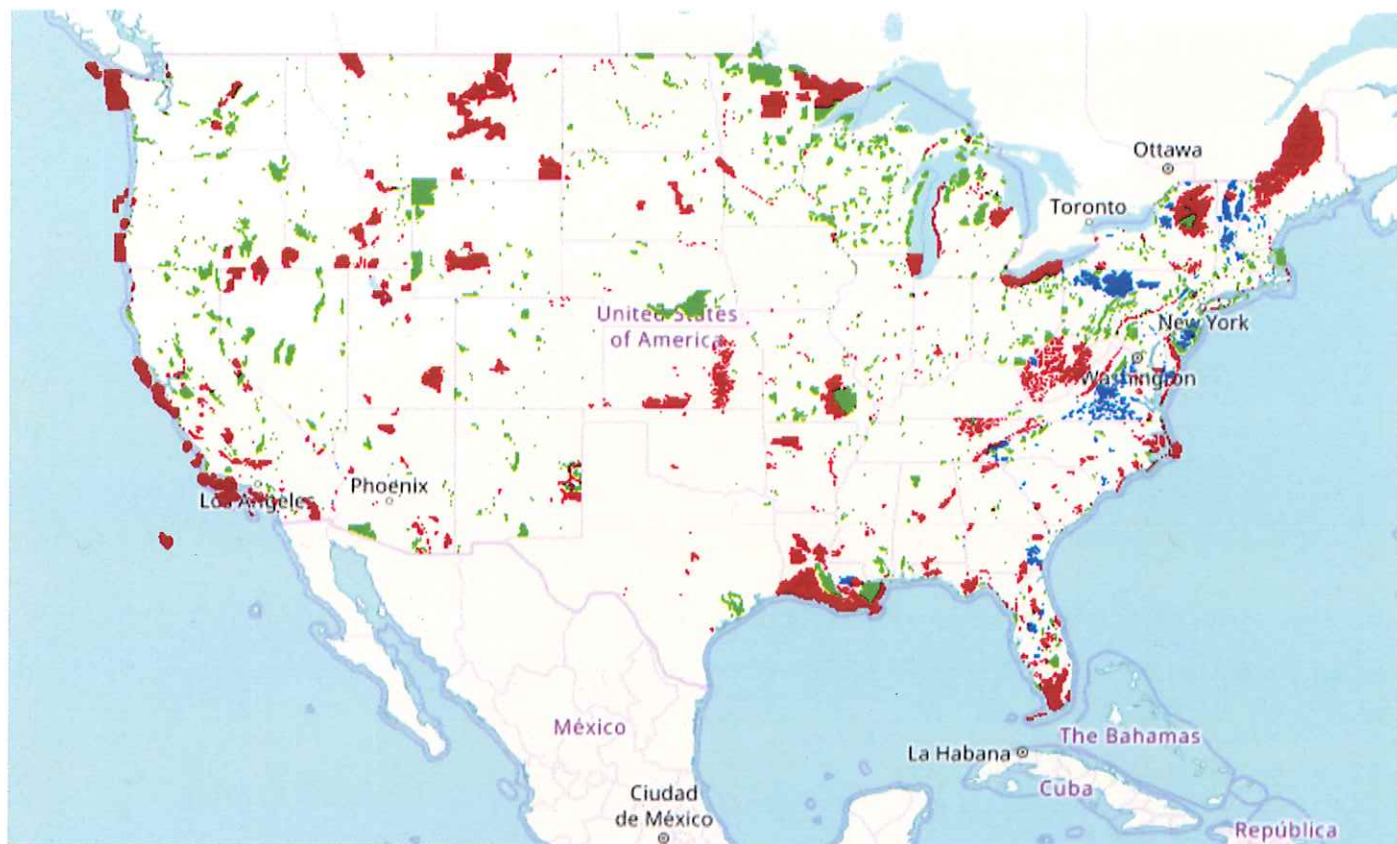 Ottawa
Toronto
United States
of America
New York
Washington
Los Angeles
Phoenix
México
La Habana
The Bahamas
Cuba
Ciudad
de México
República